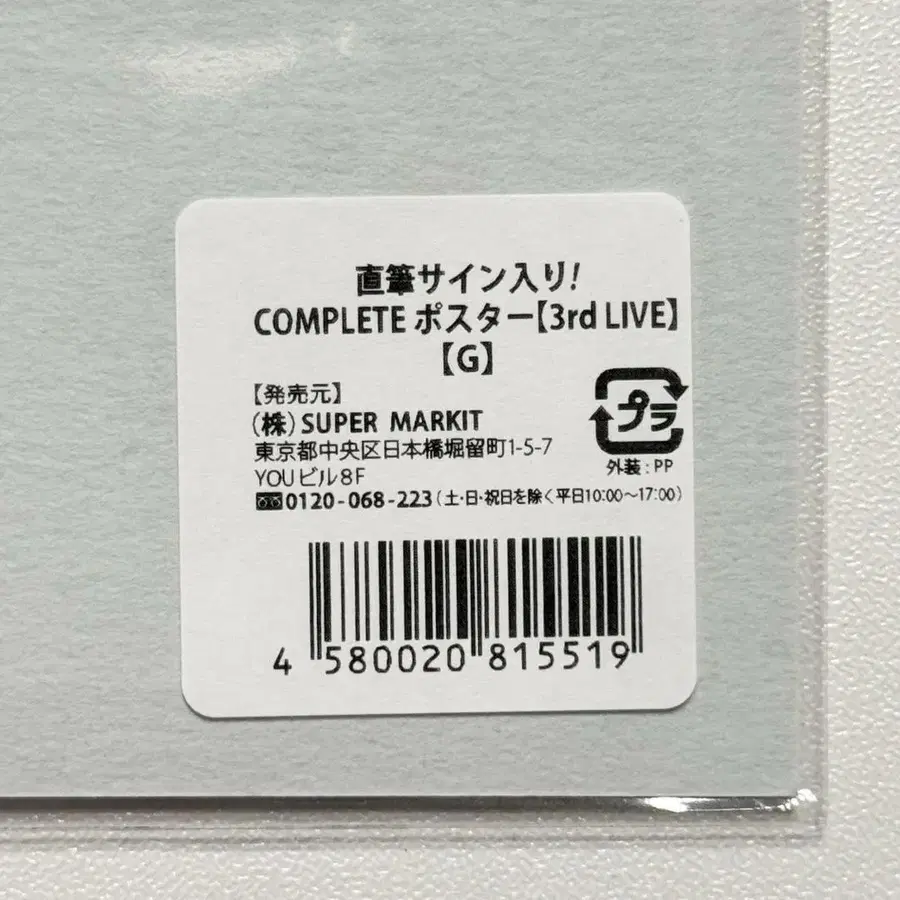 直筆サイン入り!
COMPLETE ポスター【3rd LIVE】
【G】
【発売元】
(株) SUPER MARKIT
東京都中央区日本橋堀留町1-5-7
YOUビル8F
0120-068-223(土・日・祝日を除く平日10:00〜17:00)
プラ
外装:PP
4 580020 815519